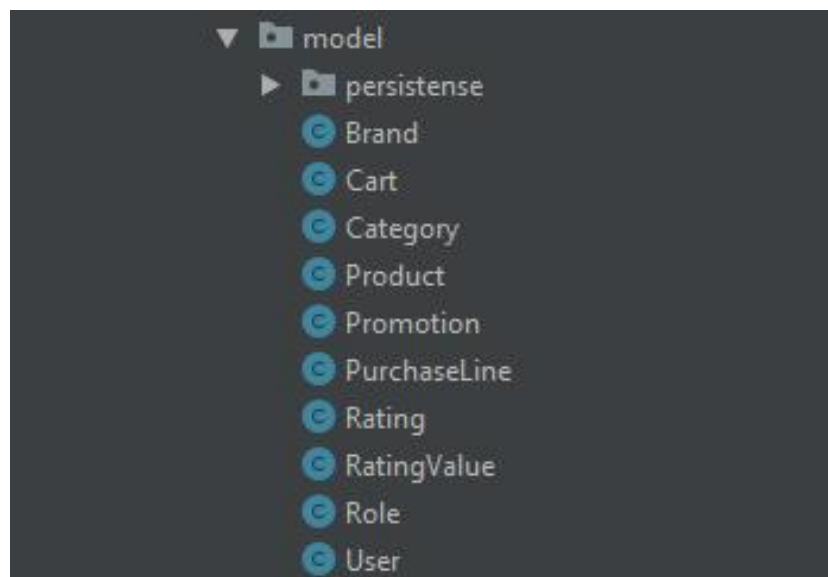 model
persistense
Brand
Cart
Category
Product
Promotion
PurchaseLine
Rating
RatingValue
Role
User